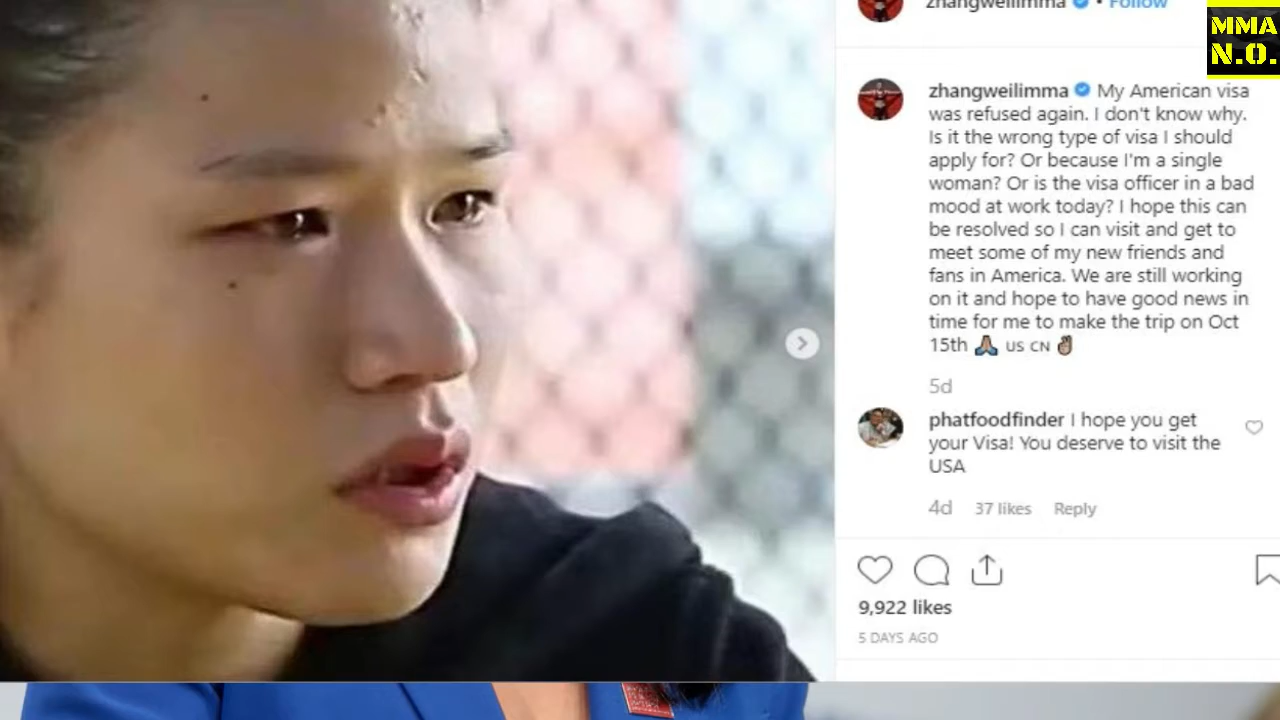 zhangweilimma • Follow
MMA
N.O.
zhangweilimma My American visa
was refused again. I don't know why.
Is it the wrong type of visa I should
apply for? Or because I'm a single
woman? Or is the visa officer in a bad
mood at work today? I hope this can
be resolved so I can visit and get to
meet some of my new friends and
fans in America. We are still working
on it and hope to have good news in
time for me to make the trip on Oct
15th 🙏🏽 US CN ✌🏽
5d
phatfoodfinder I hope you get
your Visa! You deserve to visit the
USA
4d 37 likes Reply
9,922 likes
5 DAYS AGO